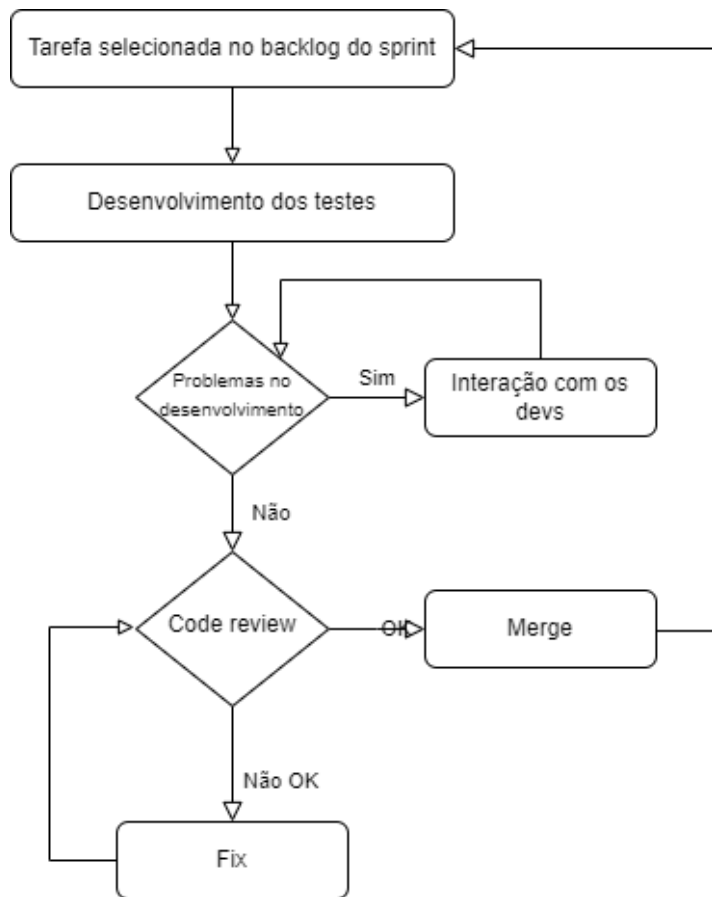 Tarefa selecionada no backlog do sprint
Desenvolvimento dos testes
Problemas no
desenvolvimento
Sim
Interação com os
devs
Não
Code review
OK
Merge
Não OK
Fix